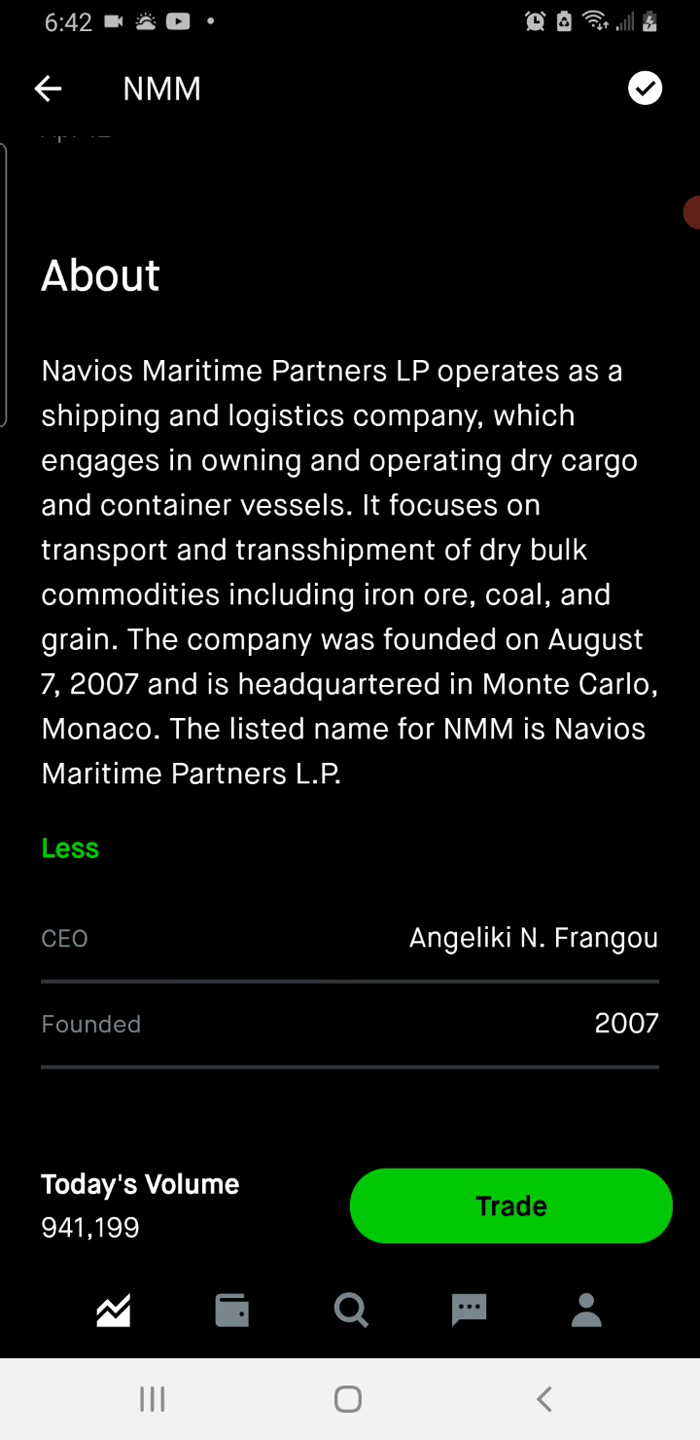 6:42
NMM
About
Navios Maritime Partners LP operates as a
shipping and logistics company, which
engages in owning and operating dry cargo
and container vessels. It focuses on
transport and transshipment of dry bulk
commodities including iron ore, coal, and
grain. The company was founded on August
7, 2007 and is headquartered in Monte Carlo,
Monaco. The listed name for NMM is Navios
Maritime Partners L.P.
Less
CEO Angeliki N. Frangou
Founded 2007
Today's Volume
941,199
Trade